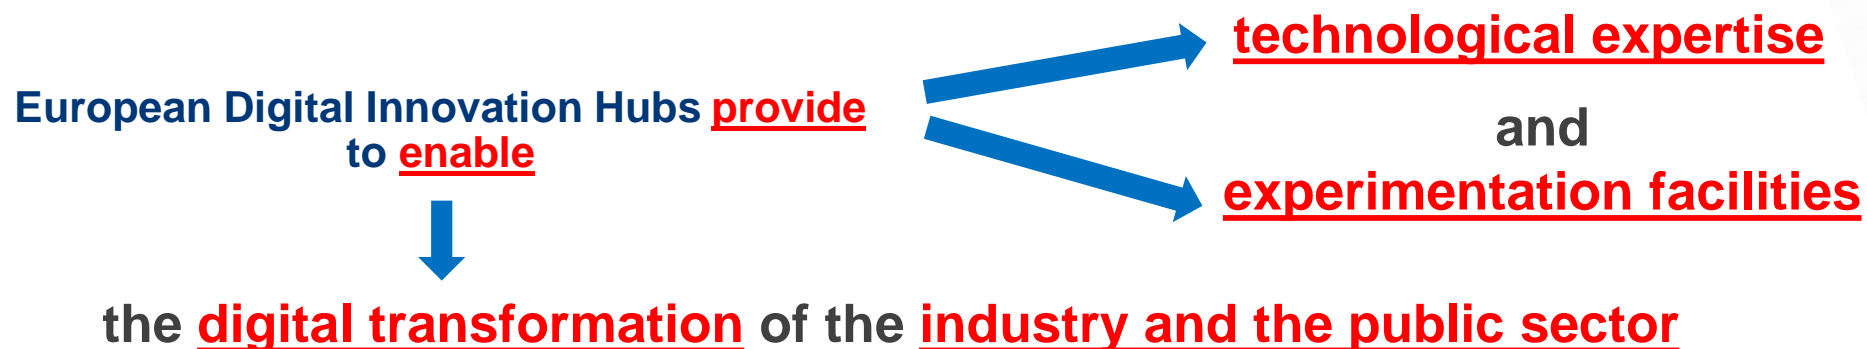 European Digital Innovation Hubs provide
to enable
technological expertise
and
experimentation facilities
the digital transformation of the industry and the public sector